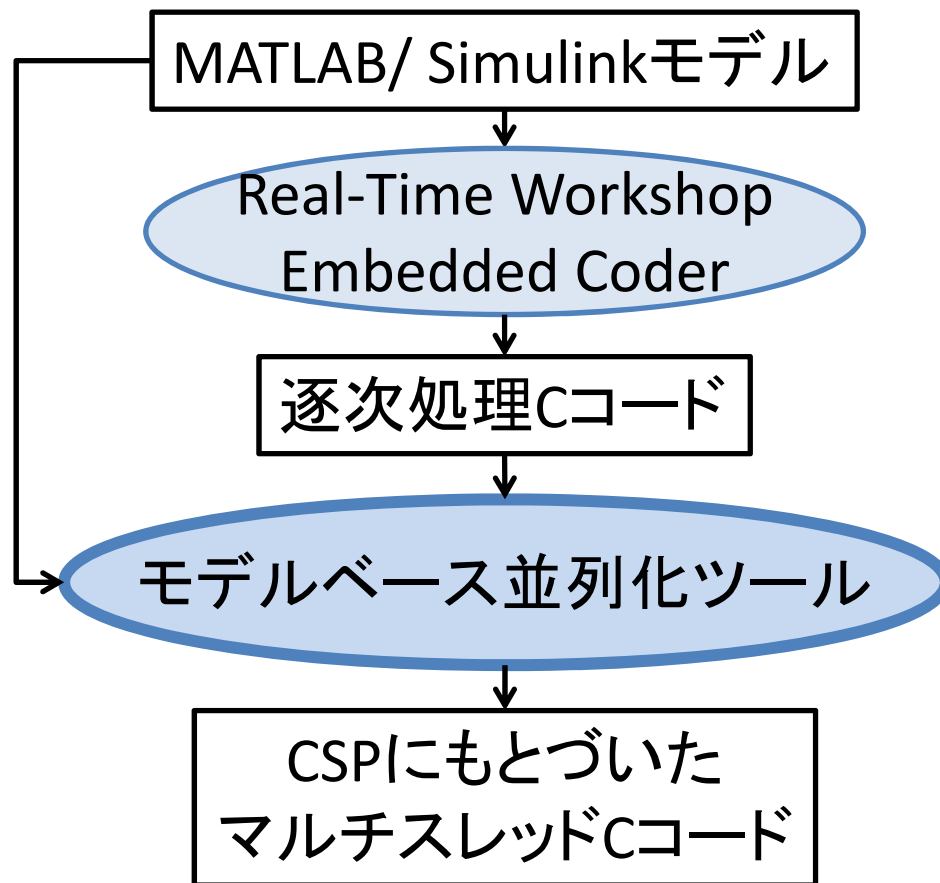 MATLAB/ Simulinkモデル
Real-Time Workshop
Embedded Coder
逐次処理Cコード
モデルベース並列化ツール
CSPにもとづいた
マルチスレッドCコード